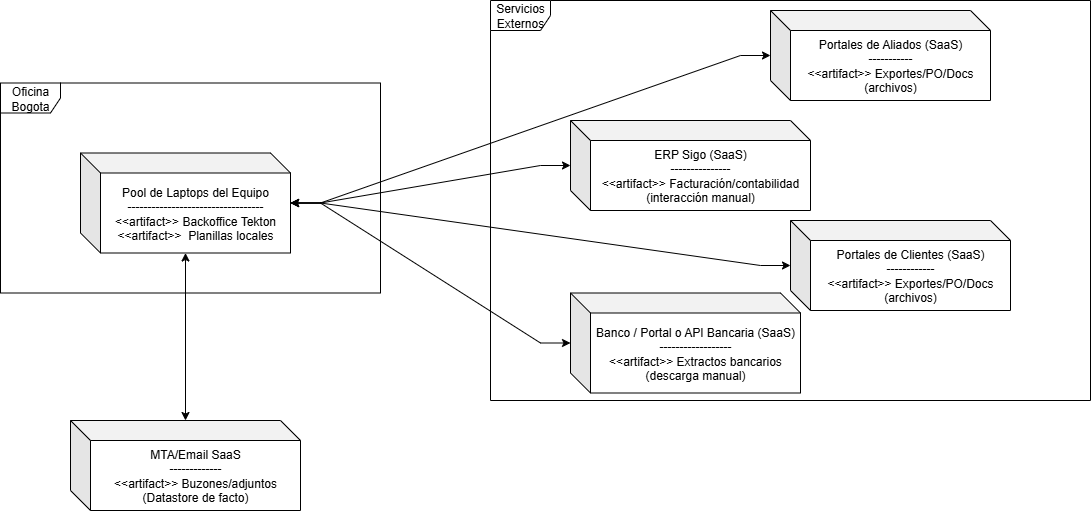 Servicios
Externos
Portales de Aliados (SaaS)
-----------
<<artifact>> Exportes/PO/Docs
(archivos)
Oficina
Bogota
ERP Sigo (SaaS)
---------------
<<artifact>> Facturación/contabilidad
(interacción manual)
Pool de Laptops del Equipo
----------------------------------
<<artifact>> Backoffice Tekton
<<artifact>> Planillas locales
Portales de Clientes (SaaS)
------------
<<artifact>> Exportes/PO/Docs
(archivos)
Banco / Portal o API Bancaria (SaaS)
------------------
<<artifact>> Extractos bancarios
(descarga manual)
MTA/Email SaaS
-------------
<<artifact>> Buzones/adjuntos
(Datastore de facto)